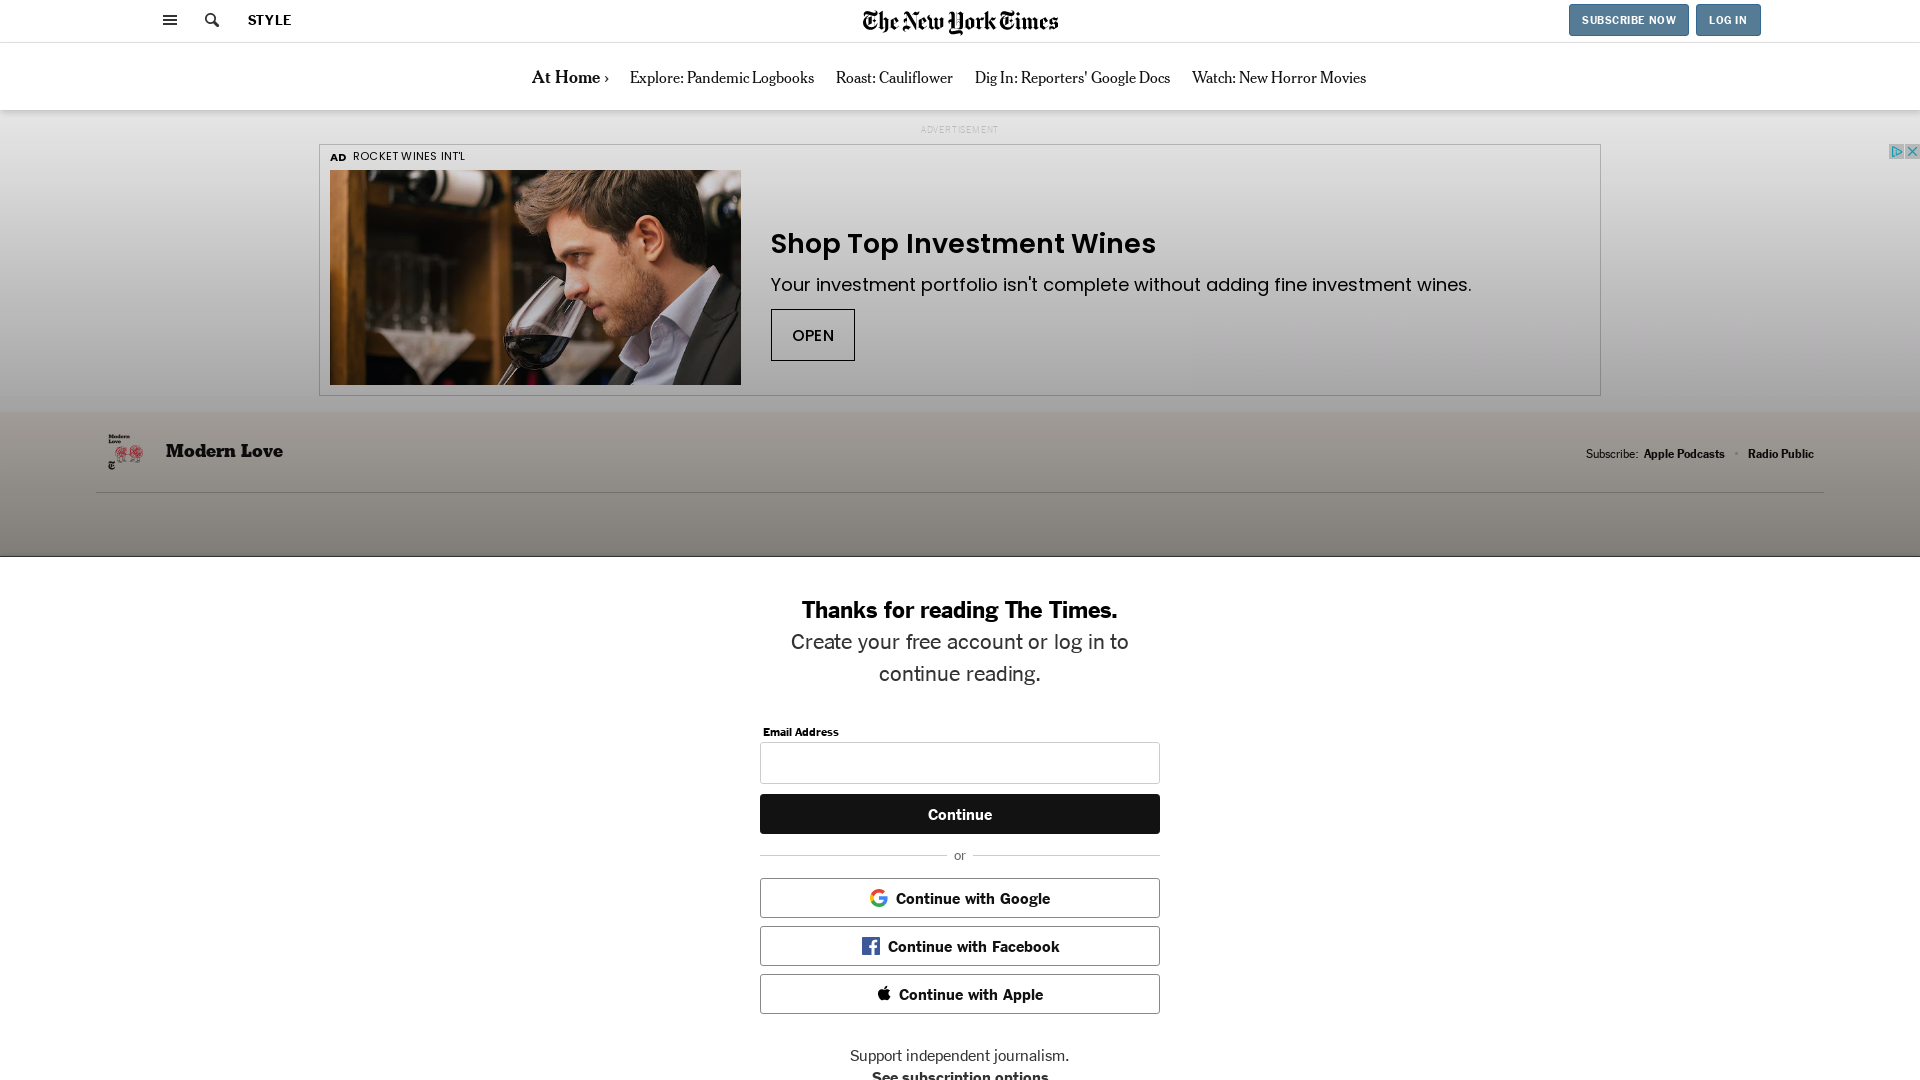 STYLE
The New York Times
SUBSCRIBE NOW
LOG IN
At Home › Explore: Pandemic Logbooks Roast: Cauliflower Dig In: Reporters' Google Docs Watch: New Horror Movies
ADVERTISEMENT
AD ROCKET WINES INT'L
Shop Top Investment Wines
Your investment portfolio isn't complete without adding fine investment wines.
OPEN
Modern
Love
Modern Love
Subscribe: Apple Podcasts • Radio Public
Thanks for reading The Times.
Create your free account or log in to
continue reading.
Email Address
Continue
or
Continue with Google
Continue with Facebook
Continue with Apple
Support independent journalism.
See subscription options